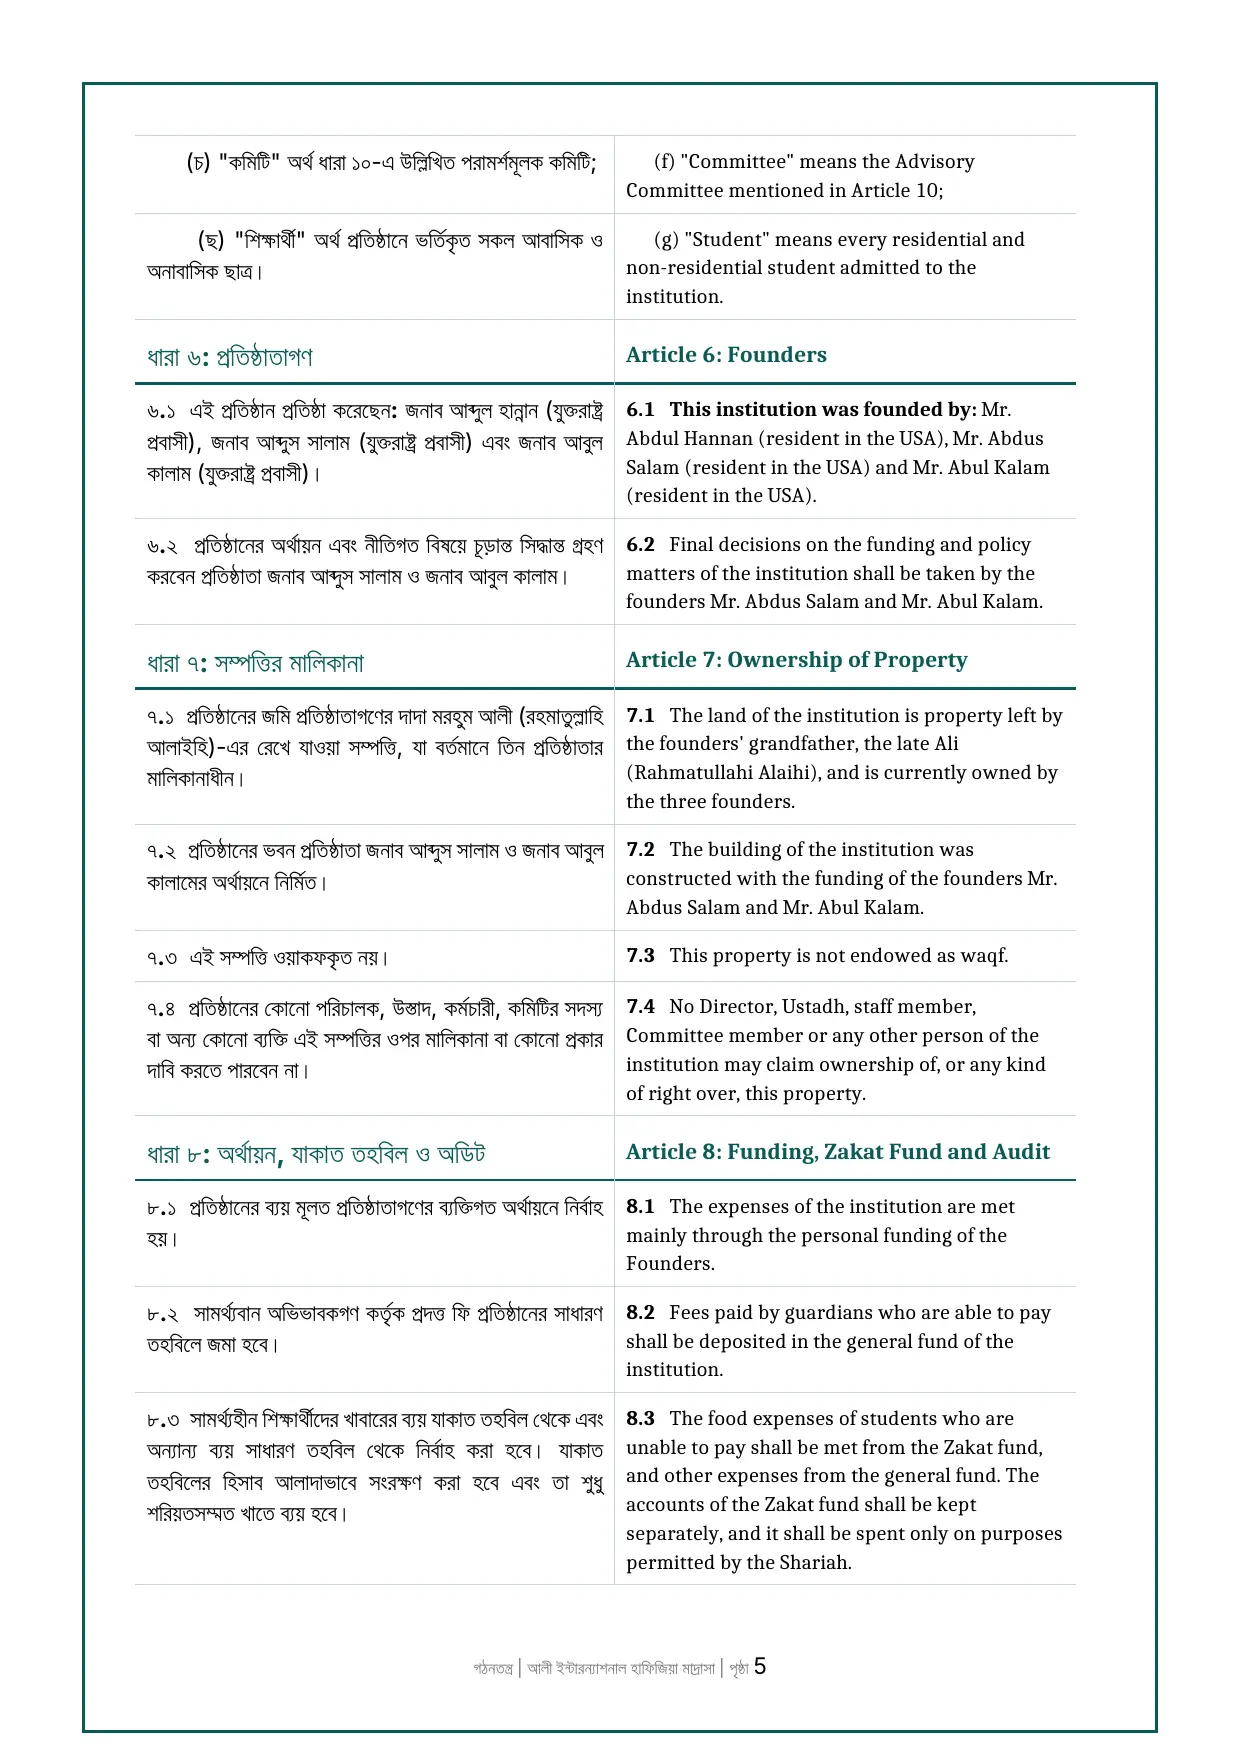 (চ) "কমিটি" অর্থ ধারা ১০-এ উল্লিখিত পরামর্শমূলক কমিটি;
(f) "Committee" means the Advisory
Committee mentioned in Article 10;
(ছ) "শিক্ষার্থী" অর্থ প্রতিষ্ঠানে ভর্তিকৃত সকল আবাসিক ও
অনাবাসিক ছাত্র।
(g) "Student" means every residential and
non-residential student admitted to the
institution.
ধারা ৬: প্রতিষ্ঠাতাগণ
Article 6: Founders
৬.১ এই প্রতিষ্ঠান প্রতিষ্ঠা করেছেন: জনাব আব্দুল হান্নান (যুক্তরাষ্ট্র
প্রবাসী), জনাব আব্দুস সালাম (যুক্তরাষ্ট্র প্রবাসী) এবং জনাব আবুল
কালাম (যুক্তরাষ্ট্র প্রবাসী)।
6.1 This institution was founded by: Mr.
Abdul Hannan (resident in the USA), Mr. Abdus
Salam (resident in the USA) and Mr. Abul Kalam
(resident in the USA).
৬.২ প্রতিষ্ঠানের অর্থায়ন এবং নীতিগত বিষয়ে চূড়ান্ত সিদ্ধান্ত গ্রহণ
করবেন প্রতিষ্ঠাতা জনাব আব্দুস সালাম ও জনাব আবুল কালাম।
6.2 Final decisions on the funding and policy
matters of the institution shall be taken by the
founders Mr. Abdus Salam and Mr. Abul Kalam.
ধারা ৭: সম্পত্তির মালিকানা
Article 7: Ownership of Property
৭.১ প্রতিষ্ঠানের জমি প্রতিষ্ঠাতাগণের দাদা মরহুম আলী (রহমাতুল্লাহি
আলাইহি)-এর রেখে যাওয়া সম্পত্তি, যা বর্তমানে তিন প্রতিষ্ঠাতার
মালিকানাধীন।
7.1 The land of the institution is property left by
the founders' grandfather, the late Ali
(Rahmatullahi Alaihi), and is currently owned by
the three founders.
৭.২ প্রতিষ্ঠানের ভবন প্রতিষ্ঠাতা জনাব আব্দুস সালাম ও জনাব আবুল
কালামের অর্থায়নে নির্মিত।
7.2 The building of the institution was
constructed with the funding of the founders Mr.
Abdus Salam and Mr. Abul Kalam.
৭.৩ এই সম্পত্তি ওয়াকফকৃত নয়।
7.3 This property is not endowed as waqf.
৭.৪ প্রতিষ্ঠানের কোনো পরিচালক, উস্তাদ, কর্মচারী, কমিটির সদস্য
বা অন্য কোনো ব্যক্তি এই সম্পত্তির ওপর মালিকানা বা কোনো প্রকার
দাবি করতে পারবেন না।
7.4 No Director, Ustadh, staff member,
Committee member or any other person of the
institution may claim ownership of, or any kind
of right over, this property.
ধারা ৮: অর্থায়ন, যাকাত তহবিল ও অডিট
Article 8: Funding, Zakat Fund and Audit
৮.১ প্রতিষ্ঠানের ব্যয় মূলত প্রতিষ্ঠাতাগণের ব্যক্তিগত অর্থায়নে নির্বাহ
হয়।
8.1 The expenses of the institution are met
mainly through the personal funding of the
Founders.
৮.২ সামর্থ্যবান অভিভাবকগণ কর্তৃক প্রদত্ত ফি প্রতিষ্ঠানের সাধারণ
তহবিলে জমা হবে।
8.2 Fees paid by guardians who are able to pay
shall be deposited in the general fund of the
institution.
৮.৩ সামর্থ্যহীন শিক্ষার্থীদের খাবারের ব্যয় যাকাত তহবিল থেকে এবং
অন্যান্য ব্যয় সাধারণ তহবিল থেকে নির্বাহ করা হবে। যাকাত
তহবিলের হিসাব আলাদাভাবে সংরক্ষণ করা হবে এবং তা শুধু
শরিয়তসম্মত খাতে ব্যয় হবে।
8.3 The food expenses of students who are
unable to pay shall be met from the Zakat fund,
and other expenses from the general fund. The
accounts of the Zakat fund shall be kept
separately, and it shall be spent only on purposes
permitted by the Shariah.
গঠনতন্ত্র | আলী ইন্টারন্যাশনাল হাফিজিয়া মাদ্রাসা | পৃষ্ঠা 5